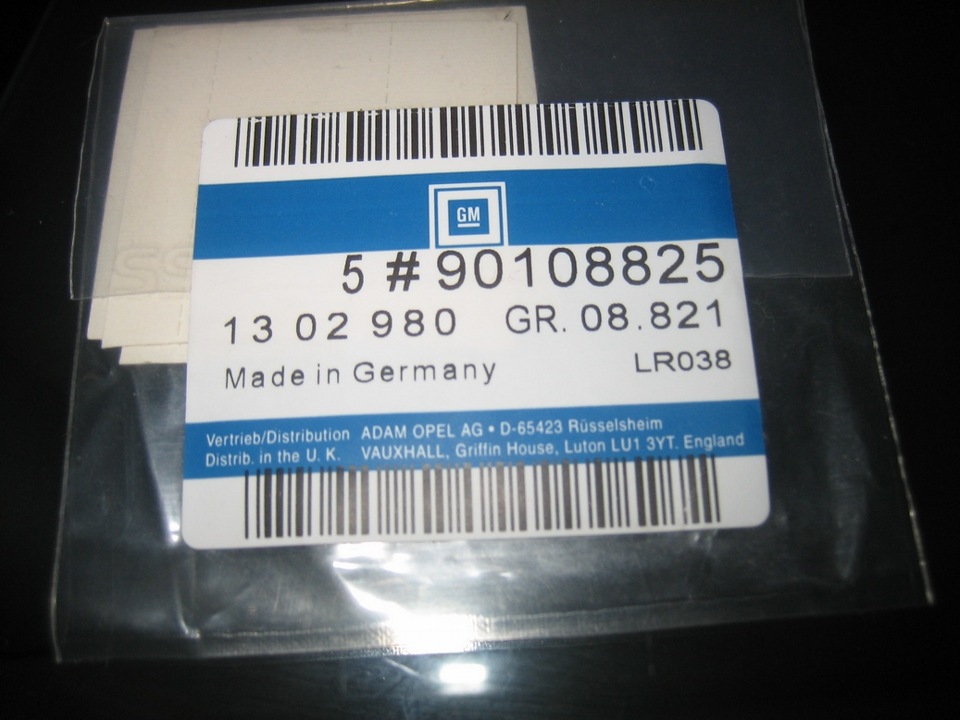 GM
5 # 90108825
13 02 980 GR. 08.821
Made in Germany LR038
Vertrieb/Distribution ADAM OPEL AG • D-65423 Rüsselsheim
Distrib. in the U. K. VAUXHALL, Griffin House, Luton LU1 3YT. England